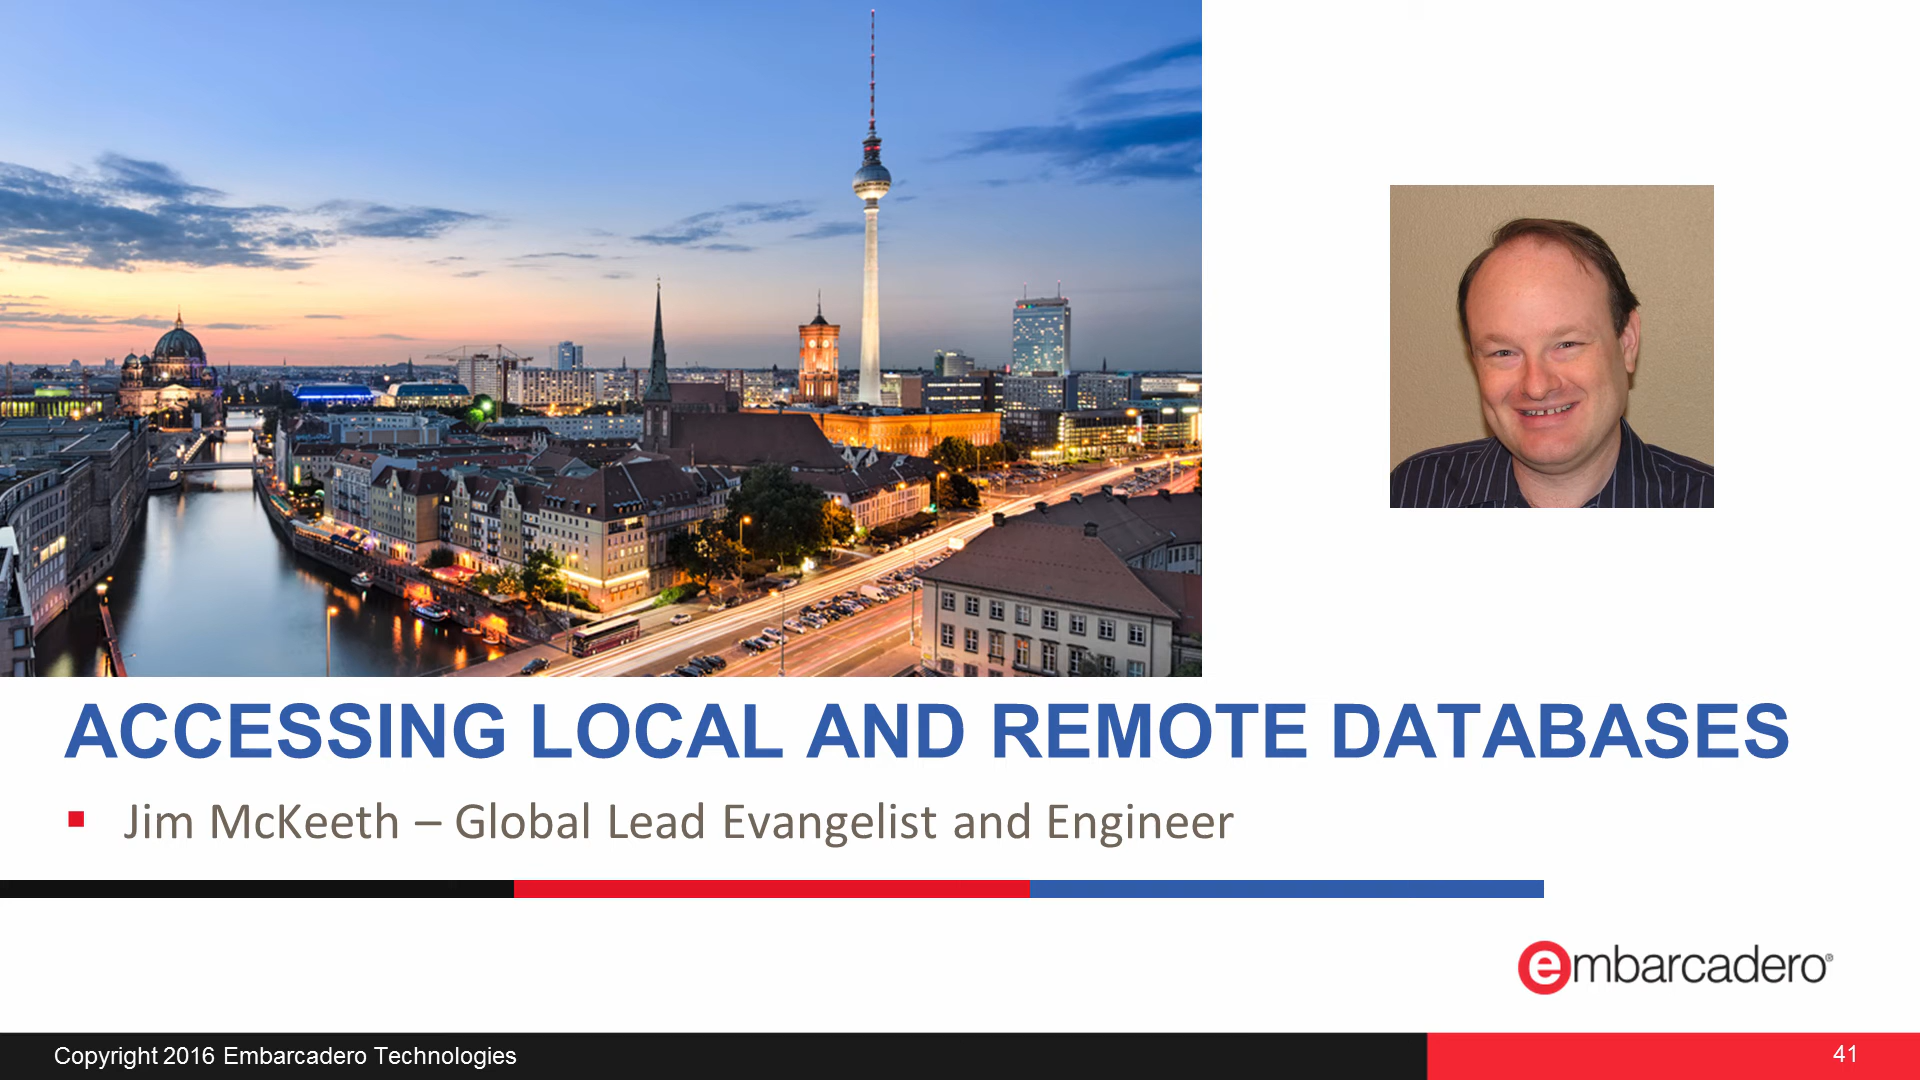 ACCESSING LOCAL AND REMOTE DATABASES
Jim McKeeth – Global Lead Evangelist and Engineer
embarcadero®
Copyright 2016 Embarcadero Technologies
41